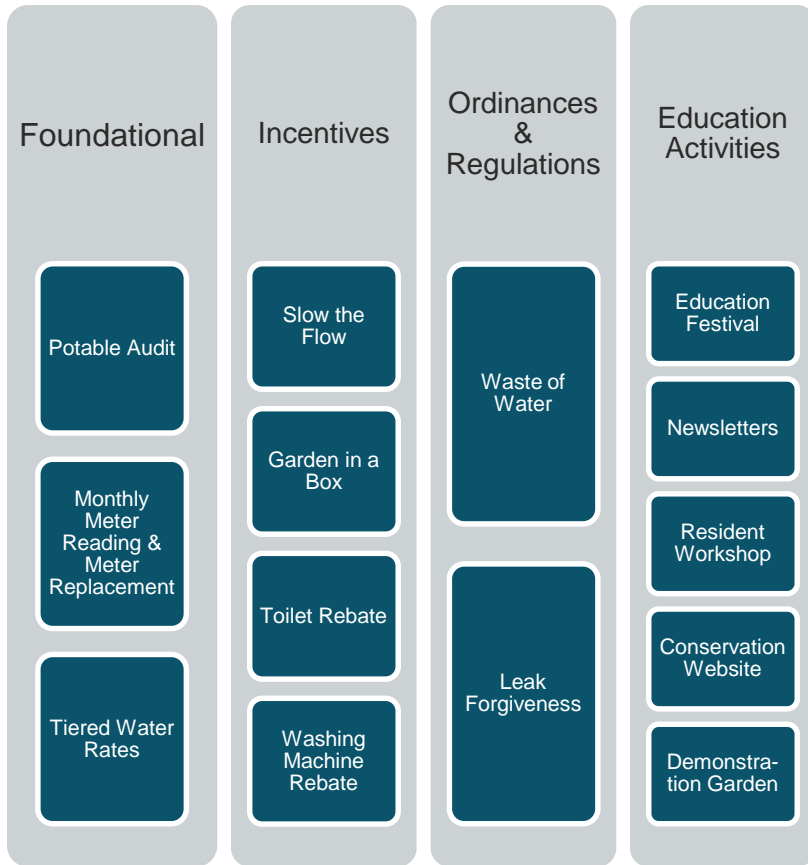 Foundational
Potable Audit
Monthly
Meter
Reading &
Meter
Replacement
Tiered Water
Rates
Incentives
Slow the
Flow
Garden in a
Box
Toilet Rebate
Washing
Machine
Rebate
Ordinances
&
Regulations
Waste of
Water
Leak
Forgiveness
Education
Activities
Education
Festival
Newsletters
Resident
Workshop
Conservation
Website
Demonstra-
tion Garden